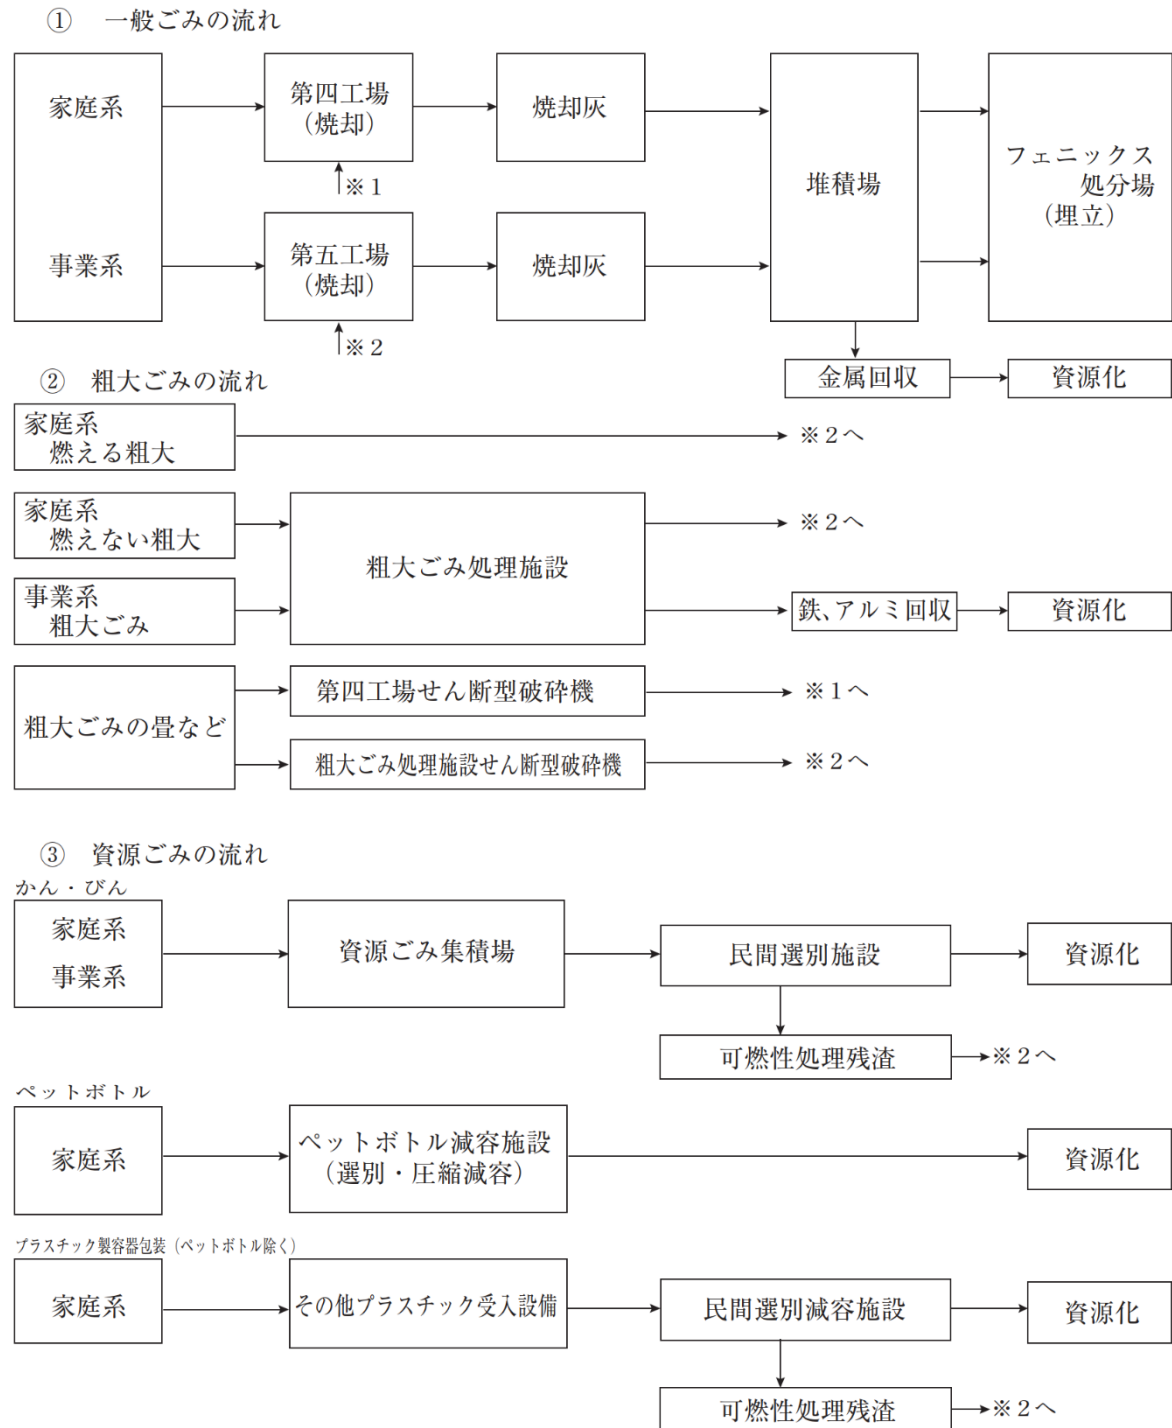 ① 一般ごみの流れ
家庭系
第四工場
（焼却）
焼却灰
※１
事業系
第五工場
（焼却）
焼却灰
※２
堆積場
フェニックス
処分場
（埋立）
金属回収
資源化
② 粗大ごみの流れ
家庭系
燃える粗大
※２へ
家庭系
燃えない粗大
事業系
粗大ごみ
粗大ごみ処理施設
※２へ
鉄、アルミ回収
資源化
粗大ごみの畳など
第四工場せん断型破砕機
※１へ
粗大ごみ処理施設せん断型破砕機
※２へ
③ 資源ごみの流れ
かん・びん
家庭系
事業系
資源ごみ集積場
民間選別施設
資源化
可燃性処理残渣
※２へ
ペットボトル
家庭系
ペットボトル減容施設
（選別・圧縮減容）
資源化
プラスチック製容器包装（ペットボトル除く）
家庭系
その他プラスチック受入設備
民間選別減容施設
資源化
可燃性処理残渣
※２へ